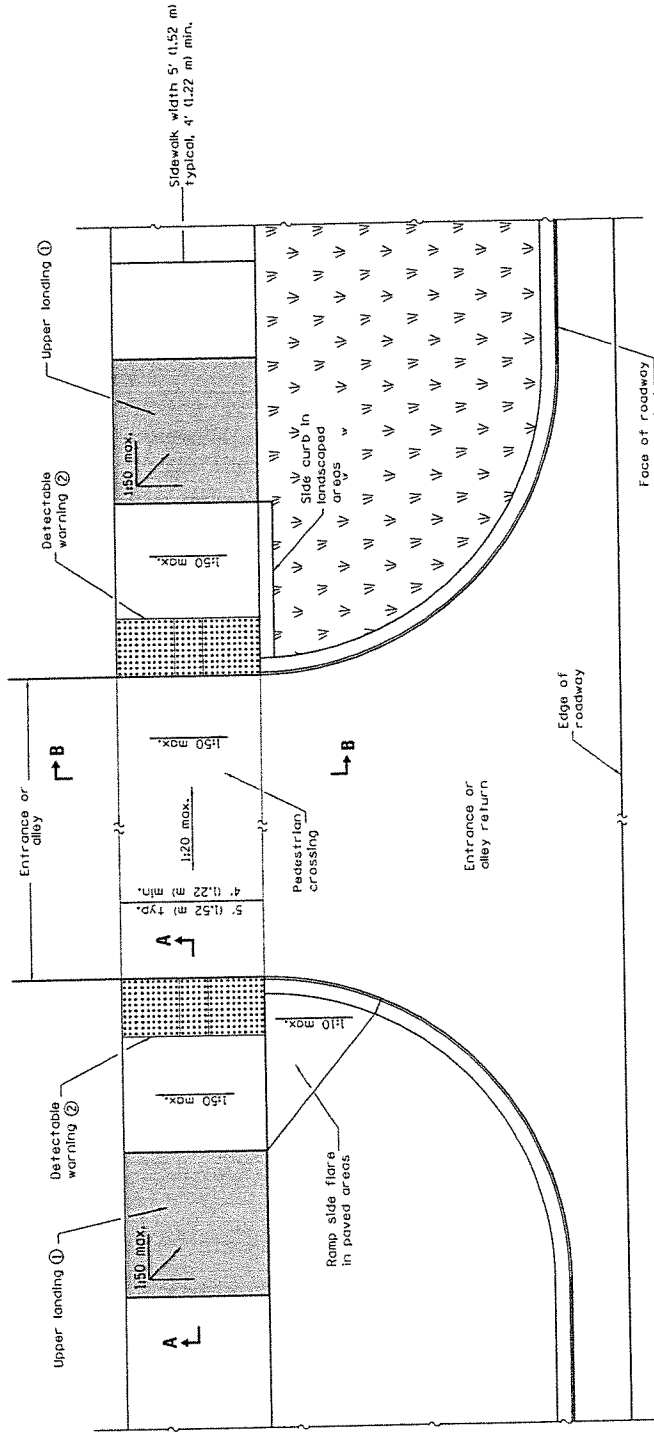 Entrance or
alley
B
Detectable
warning ②
Upper landing ①
Sidewalk width 5' (1.52 m)
typical, 4' (1.22 m) min.
Upper landing ①
Detectable
warning ②
1:50 max.
1:50 max.
1:50 max.
1:50 max.
1:50 max.
1:20 max.
A
A
5' (1.52 m) typ.
4' (1.22 m) min.
B
Side curb in
landscaped
areas
1:10 max.
Pedestrian
crossing
Ramp side flare
in paved areas
Entrance or
alley return
Edge of
roadway
Face of roadway